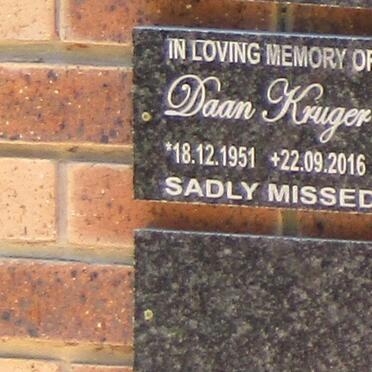 IN LOVING MEMORY OF
Daan Kruger
*18.12.1951 +22.09.2016
SADLY MISSED